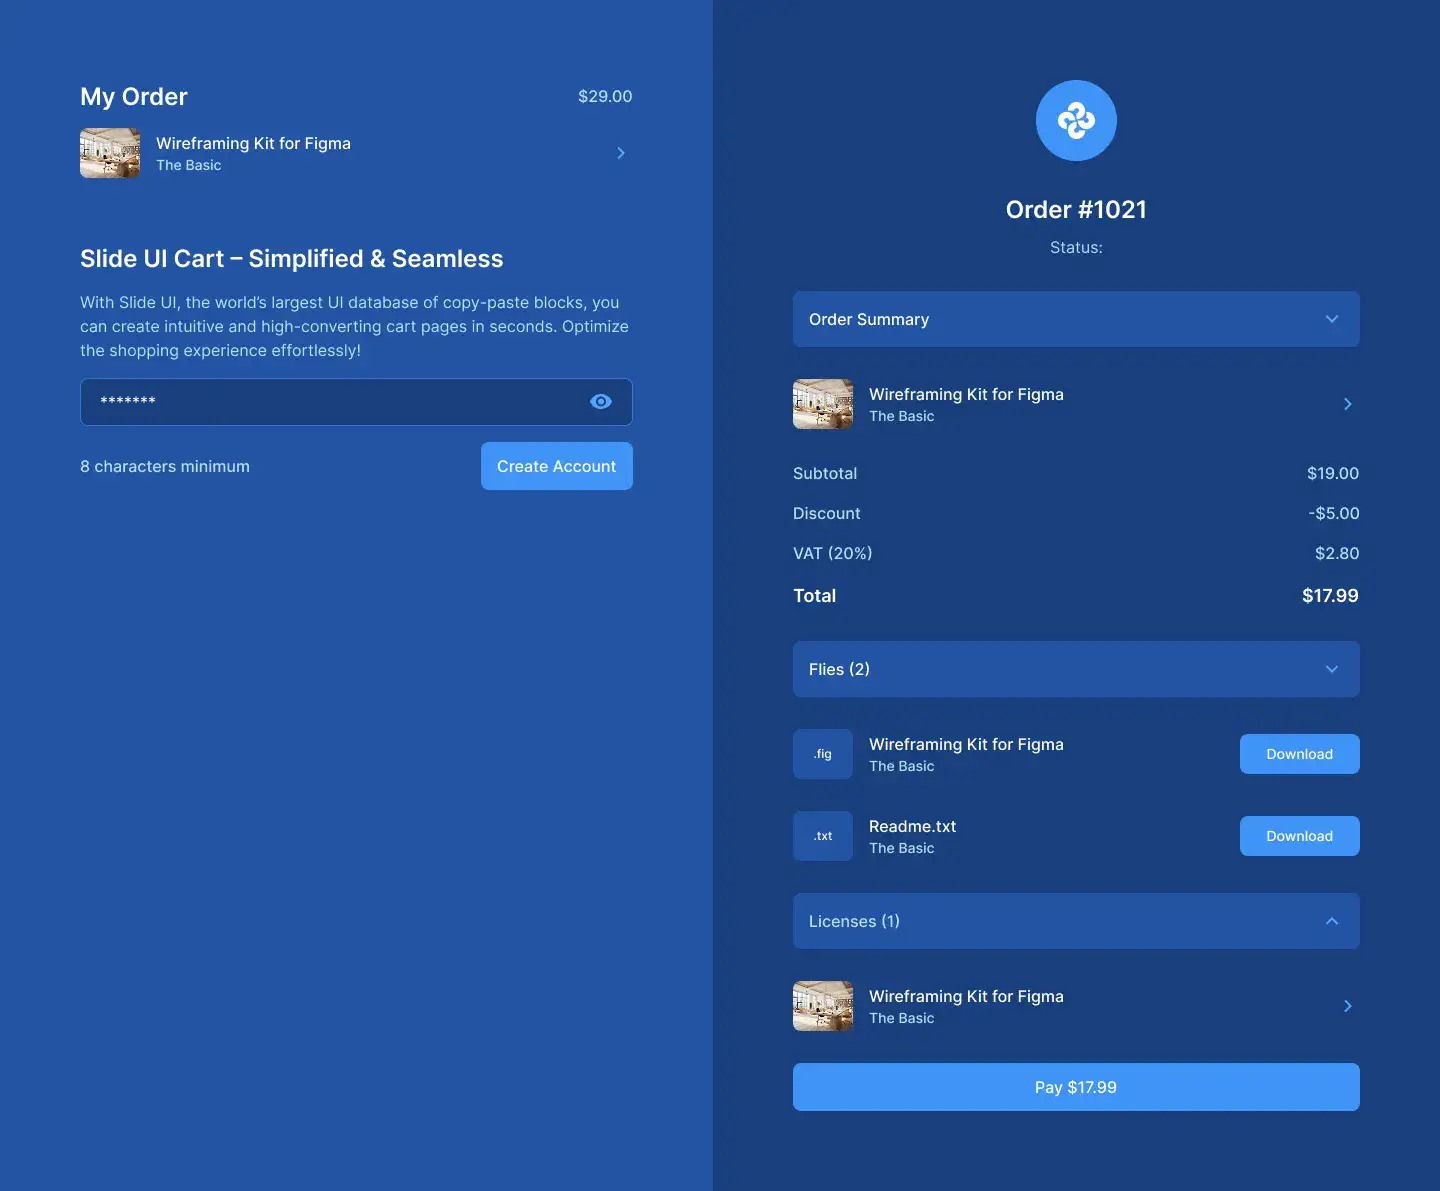 My Order
$29.00
Wireframing Kit for Figma
The Basic
Slide UI Cart – Simplified & Seamless
With Slide UI, the world’s largest UI database of copy-paste blocks, you
can create intuitive and high-converting cart pages in seconds. Optimize
the shopping experience effortlessly!
*******
8 characters minimum
Create Account
Order #1021
Status:
Order Summary
Wireframing Kit for Figma
The Basic
Subtotal $19.00
Discount -$5.00
VAT (20%) $2.80
Total $17.99
Flies (2)
.fig
Wireframing Kit for Figma
The Basic
Download
.txt
Readme.txt
The Basic
Download
Licenses (1)
Wireframing Kit for Figma
The Basic
Pay $17.99